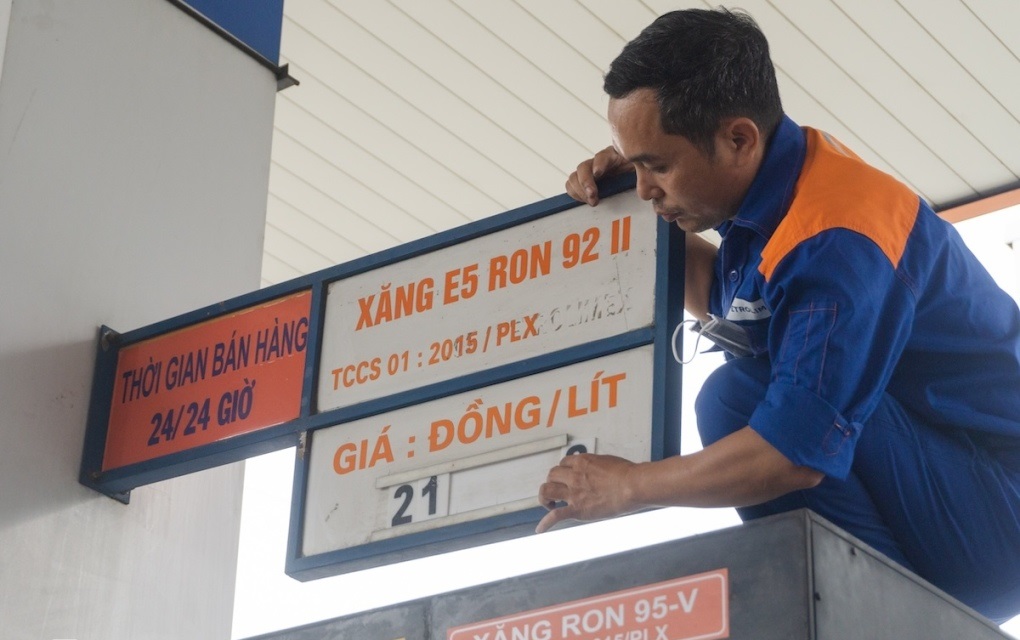 THỜI GIAN BÁN HÀNG
24/24 GIỜ
XĂNG E5 RON 92 II
TCCS 01 : 2015 / PLX
GIÁ : ĐỒNG/LÍT
21
XĂNG RON 95-V